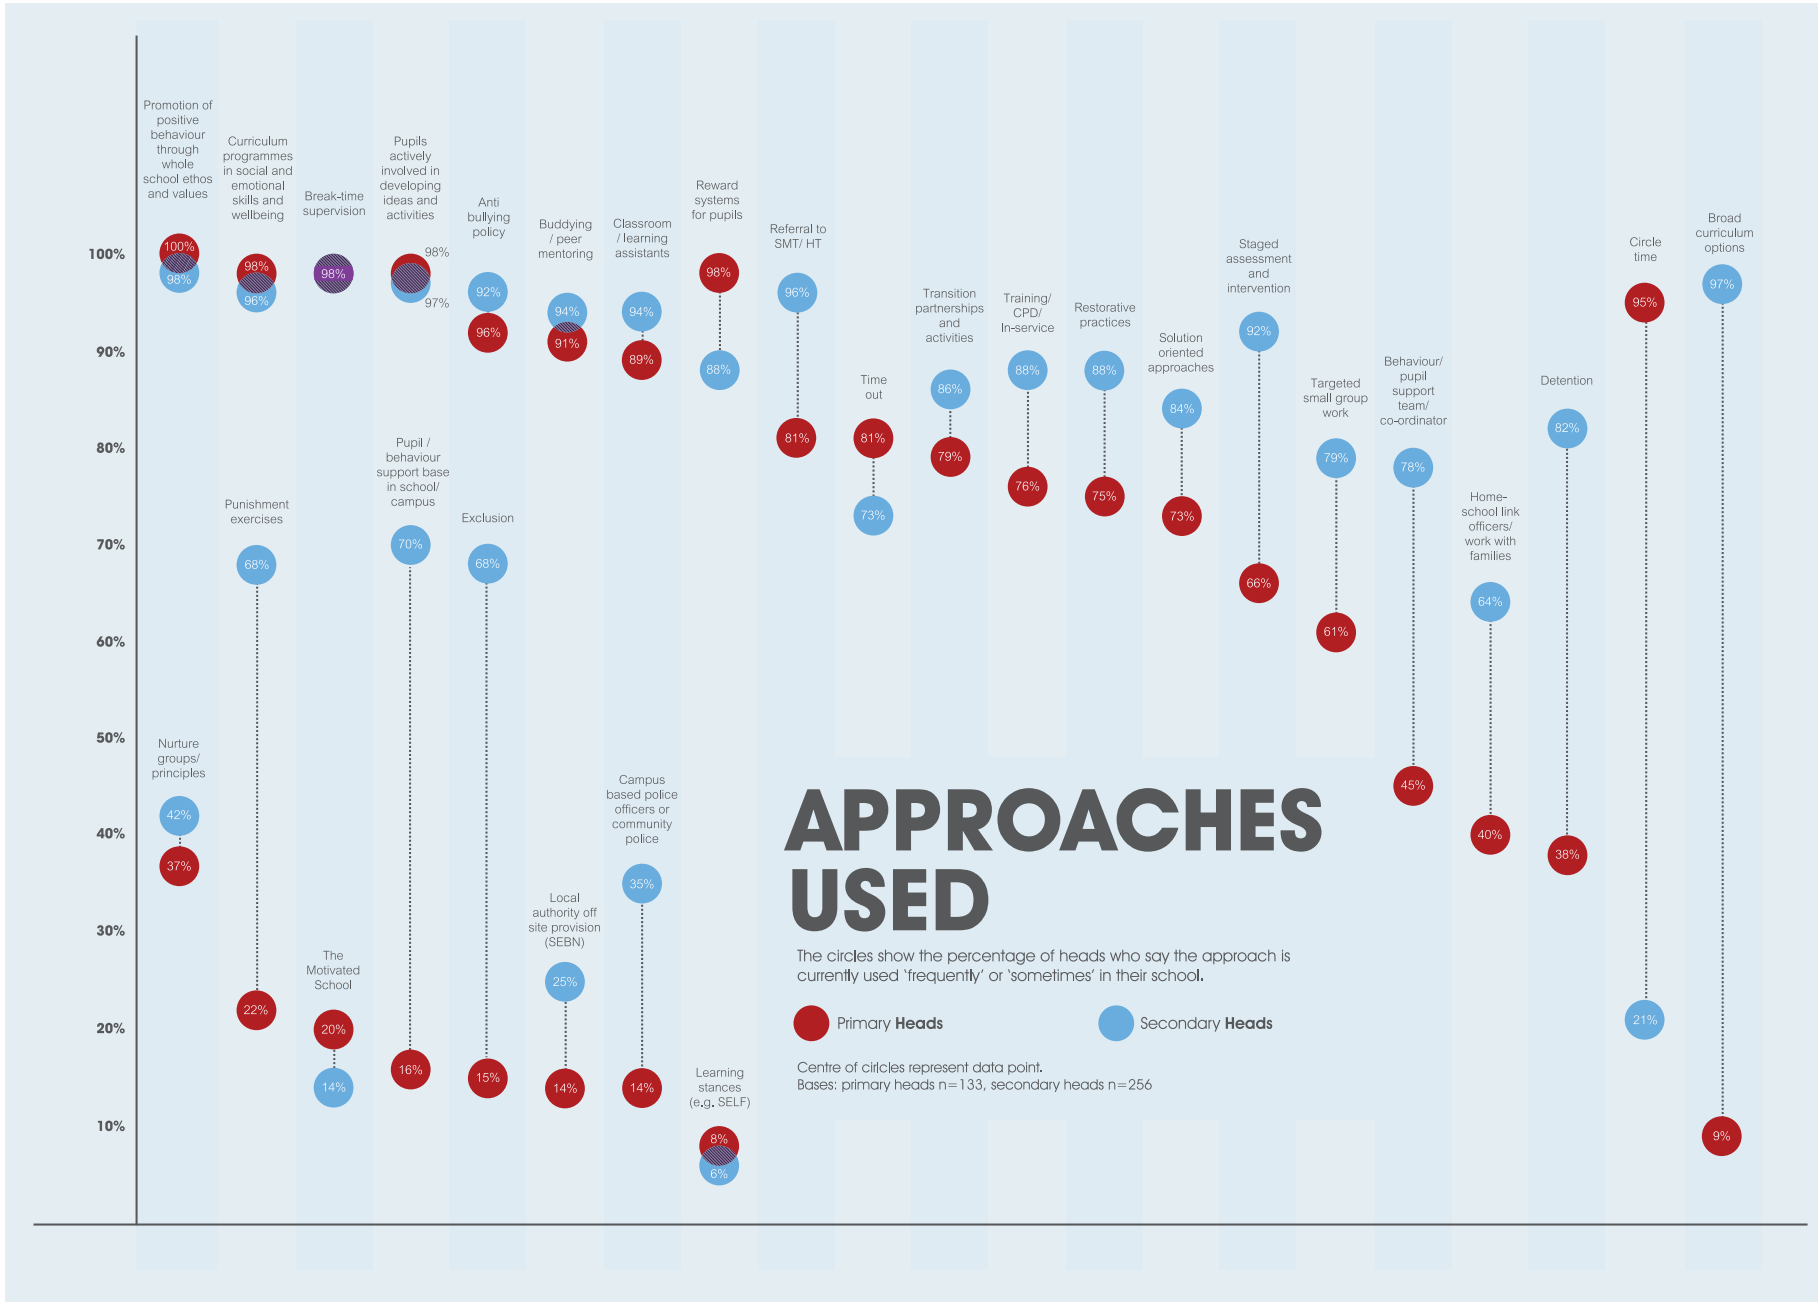 Promotion of
positive
behaviour
through
whole
school ethos
and values
Curriculum
programmes
in social and
emotional
skills and
wellbeing
Break-time
supervision
Pupils
actively
involved in
developing
ideas and
activities
Anti
bullying
policy
Buddying
/ peer
mentoring
Classroom
/ learning
assistants
Reward
systems
for pupils
Referral to
SMT/ HT
Time
out
Transition
partnerships
and
activities
Training/
CPD/
In-service
Restorative
practices
Solution
oriented
approaches
Staged
assessment
and
intervention
Targeted
small group
work
Behaviour/
pupil
support
team/
co-ordinator
Home-
school link
officers/
work with
families
Detention
Circle
time
Broad
curriculum
options
100%
90%
80%
70%
60%
50%
40%
30%
20%
10%
100%
98%
98%
96%
98%
98%
97%
92%
96%
94%
91%
94%
89%
98%
88%
96%
81%
81%
73%
86%
79%
88%
76%
88%
75%
84%
73%
92%
66%
79%
61%
78%
45%
64%
40%
82%
38%
95%
21%
97%
9%
Nurture
groups/
principles
42%
37%
Punishment
exercises
68%
22%
The
Motivated
School
20%
14%
Pupil /
behaviour
support base
in school/
campus
70%
16%
Exclusion
68%
15%
Local
authority off
site provision
(SEBN)
25%
14%
Campus
based police
officers or
community
police
35%
14%
Learning
stances
(e.g. SELF)
8%
6%
APPROACHES
USED
The circles show the percentage of heads who say the approach is
currently used ‘frequently’ or ‘sometimes’ in their school.
Primary Heads
Secondary Heads
Centre of cirlcles represent data point.
Bases: primary heads n=133, secondary heads n=256